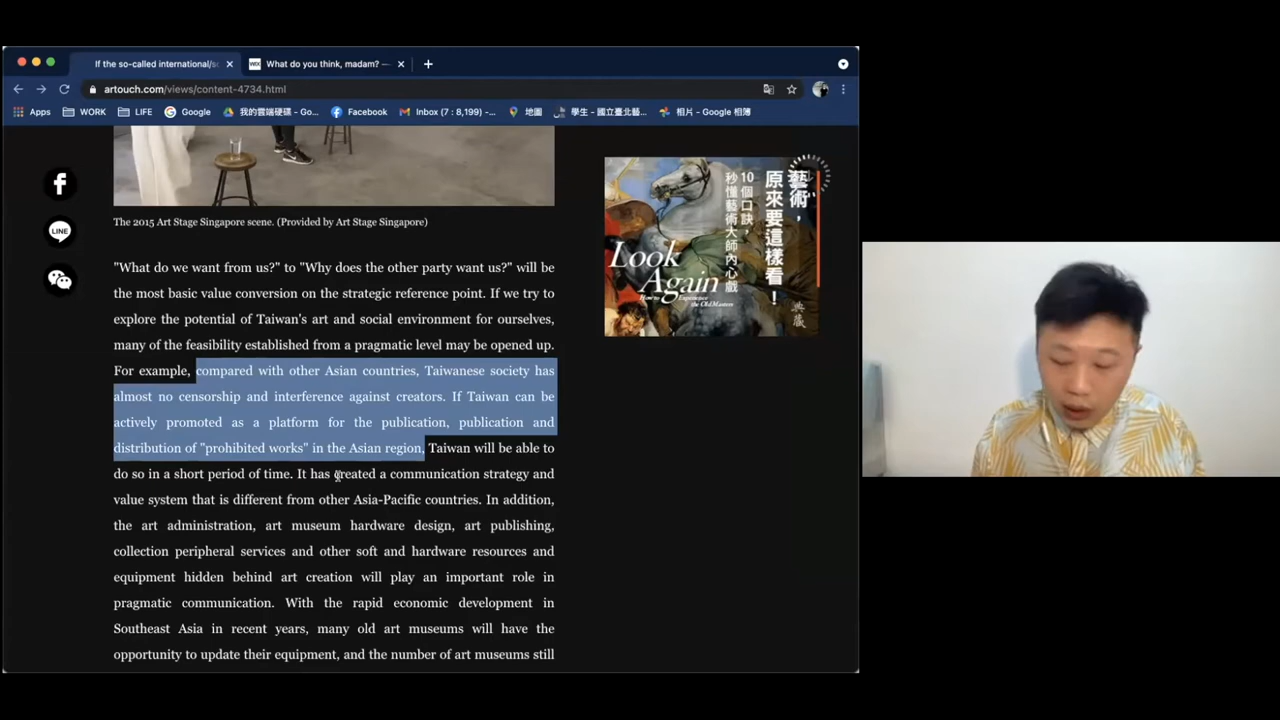 If the so-called international/s
What do you think, madam? —
artouch.com/views/content-4734.html
Apps
WORK
LIFE
Google
我的雲端硬碟 - Go...
Facebook
Inbox (7 : 8,199) -...
地圖
學生 - 國立臺北藝...
相片 - Google 相簿
LINE
The 2015 Art Stage Singapore scene. (Provided by Art Stage Singapore)
"What do we want from us?" to "Why does the other party want us?" will be
the most basic value conversion on the strategic reference point. If we try to
explore the potential of Taiwan's art and social environment for ourselves,
many of the feasibility established from a pragmatic level may be opened up.
For example, compared with other Asian countries, Taiwanese society has
almost no censorship and interference against creators. If Taiwan can be
actively promoted as a platform for the publication, publication and
distribution of "prohibited works" in the Asian region, Taiwan will be able to
do so in a short period of time. It has created a communication strategy and
value system that is different from other Asia-Pacific countries. In addition,
the art administration, art museum hardware design, art publishing,
collection peripheral services and other soft and hardware resources and
equipment hidden behind art creation will play an important role in
pragmatic communication. With the rapid economic development in
Southeast Asia in recent years, many old art museums will have the
opportunity to update their equipment, and the number of art museums still
藝術，
原來要這樣看！
10個口訣，
秒懂藝術大師內心戲
Look
Again
How to Experience
the Old Masters
典藏